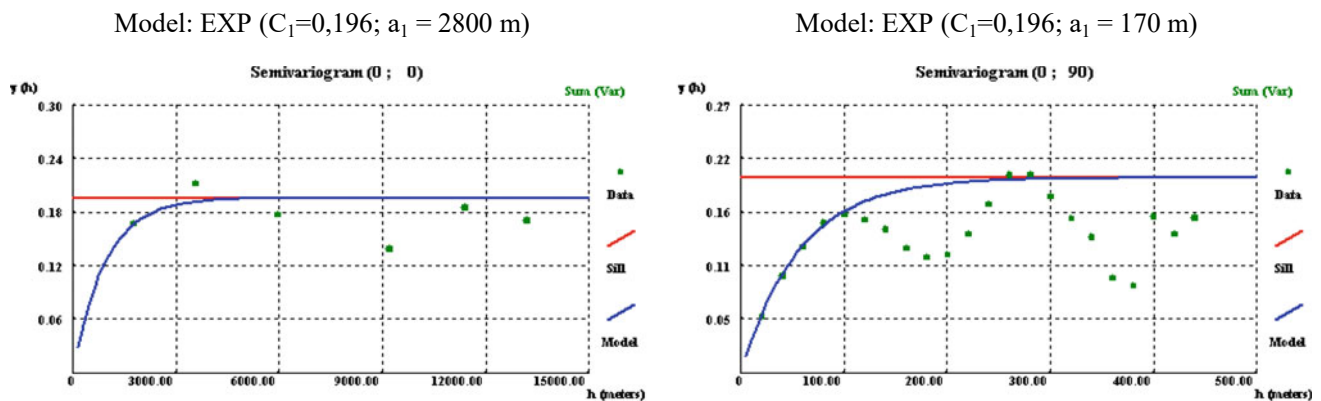 Model: EXP (C₁=0,196; a₁ = 2800 m)
Semivariogram (0 ; 0)
γ (h)
Sum (Var)
0.30
0.24
0.18
0.12
0.06
0
3000.00
6000.00
9000.00
12000.00
15000.00
h (meters)
Data
Sill
Model
Model: EXP (C₁=0,196; a₁ = 170 m)
Semivariogram (0 ; 90)
γ (h)
Sum (Var)
0.27
0.22
0.16
0.11
0.05
0
100.00
200.00
300.00
400.00
500.00
h (meters)
Data
Sill
Model